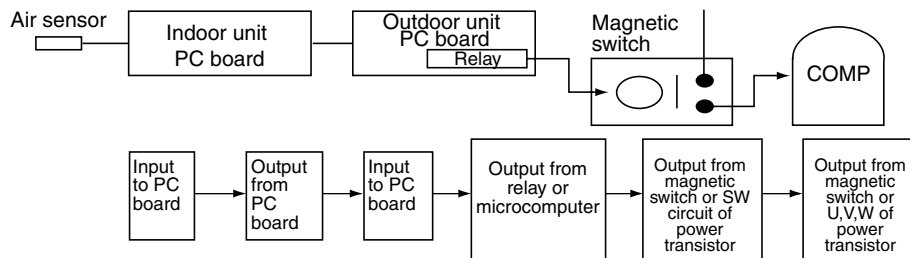 Air sensor
Indoor unit
PC board
Outdoor unit
PC board
Relay
Magnetic
switch
COMP
Input
to PC
board
Output
from
PC
board
Input
to PC
board
Output from
relay or
microcomputer
Output from
magnetic
switch or SW
circuit of
power
transistor
Output from
magnetic
switch or
U,V,W of
power
transistor